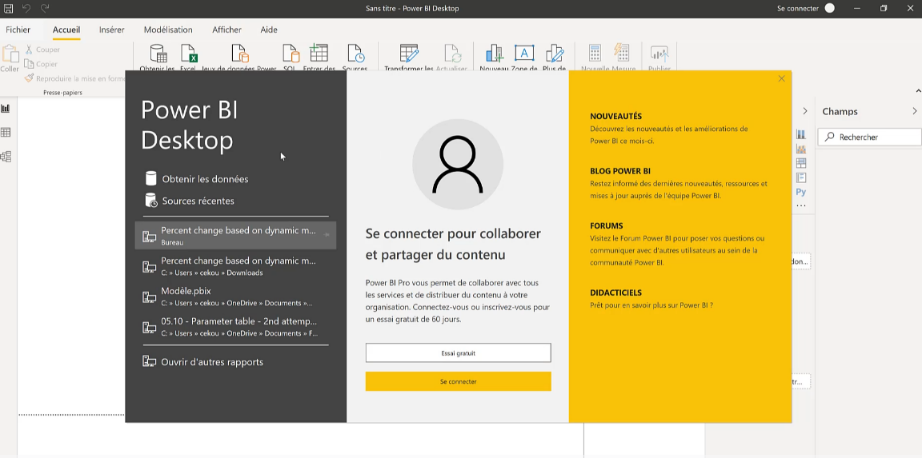 Sans titre - Power BI Desktop
Se connecter
Fichier
Accueil
Insérer
Modélisation
Afficher
Aide
Coller
Couper
Copier
Reproduire la mise en forme
Presse-papiers
Obtenir les
Excel
Jeux de données Power
SQL
Entrer des
Sources
Transformer les
Actualiser
Nouveau
Zone de
Plus de
Nouvelle
Mesure
Publier
Power BI
Desktop
Obtenir les données
Sources récentes
Percent change based on dynamic m...
Bureau
Percent change based on dynamic m...
C: » Users » cekou » Downloads
Modèle.pbix
C: » Users » cekou » OneDrive » Documents »...
05.10 - Parameter table - 2nd attemp...
C: » Users » cekou » OneDrive » Documents » F...
Ouvrir d'autres rapports
Se connecter pour collaborer
et partager du contenu
Power BI Pro vous permet de collaborer avec tous
les services et de distribuer du contenu à votre
organisation. Connectez-vous ou inscrivez-vous pour
un essai gratuit de 60 jours.
Essai gratuit
Se connecter
NOUVEAUTÉS
Découvrez les nouveautés et les améliorations de
Power BI ce mois-ci.
BLOG POWER BI
Restez informé des dernières nouveautés, ressources et
mises à jour auprès de l'équipe Power BI.
FORUMS
Visitez le Forum Power BI pour poser vos questions ou
communiquer avec d'autres utilisateurs au sein de la
communauté Power BI.
DIDACTICIELS
Prêt pour en savoir plus sur Power BI ?
Champs
Rechercher
Py
...
don...
tr...